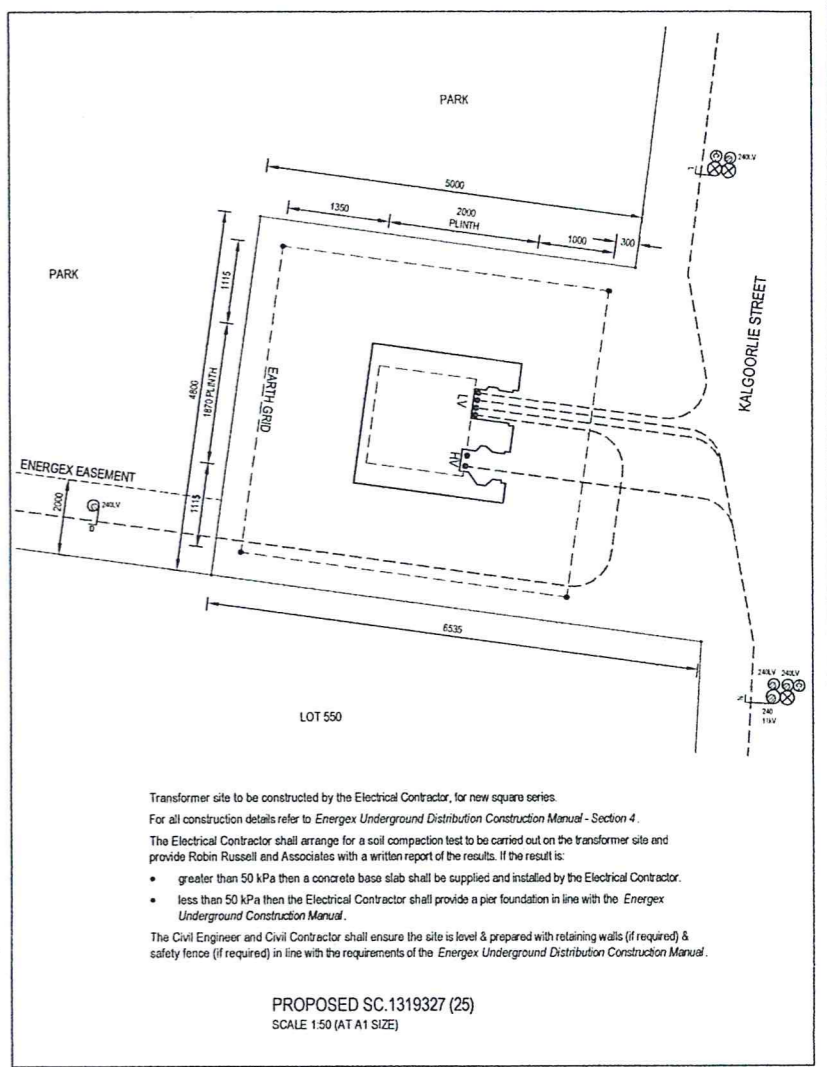 PARK
240LV
5000
1350
2000
PLINTH
1000
300
PARK
1115
KALGOORLIE STREET
4800
1870 PLINTH
EARTH GRID
LV
HV
ENERGEX EASEMENT
2000
240LV
1115
6535
240LV 240LV
240
11kV
LOT 550
Transformer site to be constructed by the Electrical Contractor, for new square series.
For all construction details refer to Energex Underground Distribution Construction Manual - Section 4.
The Electrical Contractor shall arrange for a soil compaction test to be carried out on the transformer site and
provide Robin Russell and Associates with a written report of the results. If the result is:
• greater than 50 kPa then a concrete base slab shall be supplied and installed by the Electrical Contractor.
• less than 50 kPa then the Electrical Contractor shall provide a pier foundation in line with the Energex
Underground Construction Manual.
The Civil Engineer and Civil Contractor shall ensure the site is level & prepared with retaining walls (if required) &
safety fence (if required) in line with the requirements of the Energex Underground Distribution Construction Manual.
PROPOSED SC.1319327 (25)
SCALE 1:50 (AT A1 SIZE)